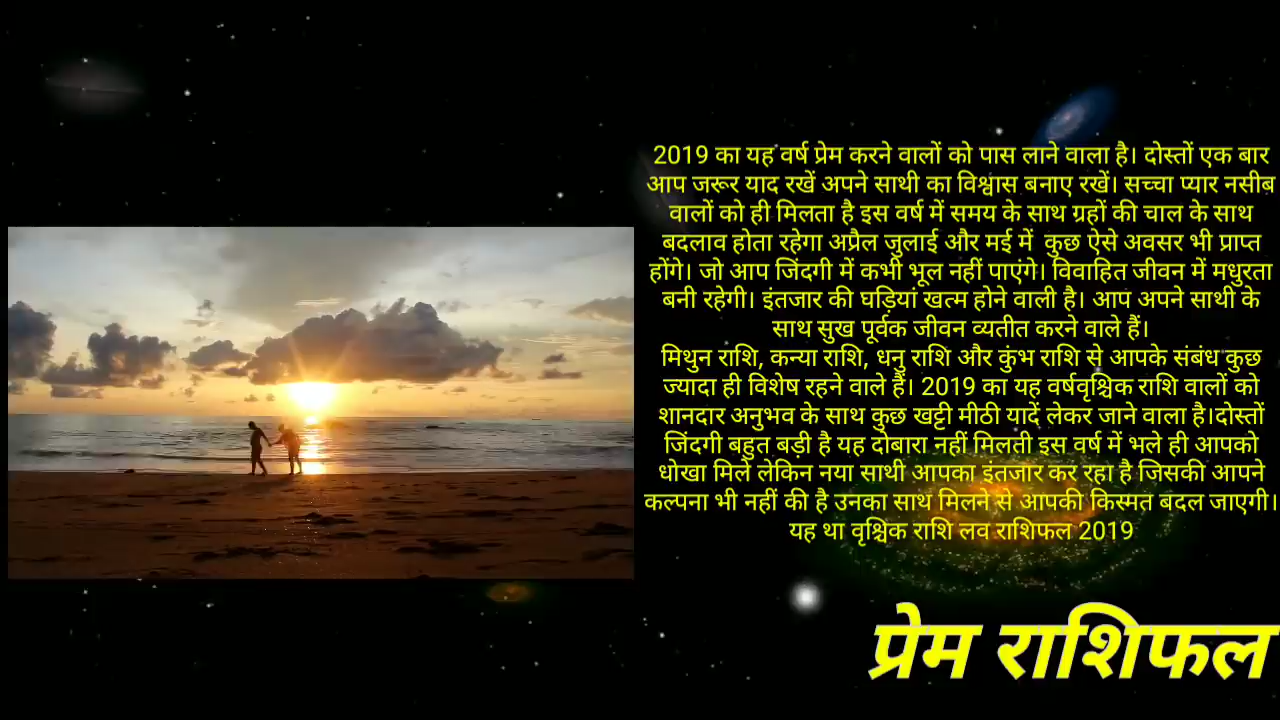 2019 का यह वर्ष प्रेम करने वालों को पास लाने वाला है। दोस्तों एक बार
आप जरूर याद रखें अपने साथी का विश्वास बनाए रखें। सच्चा प्यार नसीब
वालों को ही मिलता है इस वर्ष में समय के साथ ग्रहों की चाल के साथ
बदलाव होता रहेगा अप्रैल जुलाई और मई में कुछ ऐसे अवसर भी प्राप्त
होंगे। जो आप जिंदगी में कभी भूल नहीं पाएंगे। विवाहित जीवन में मधुरता
बनी रहेगी। इंतजार की घड़ियां खत्म होने वाली है। आप अपने साथी के
साथ सुख पूर्वक जीवन व्यतीत करने वाले हैं।
मिथुन राशि, कन्या राशि, धनु राशि और कुंभ राशि से आपके संबंध कुछ
ज्यादा ही विशेष रहने वाले हैं। 2019 का यह वर्षवृश्चिक राशि वालों को
शानदार अनुभव के साथ कुछ खट्टी मीठी यादें लेकर जाने वाला है।दोस्तों
जिंदगी बहुत बड़ी है यह दोबारा नहीं मिलती इस वर्ष में भले ही आपको
धोखा मिले लेकिन नया साथी आपका इंतजार कर रहा है जिसकी आपने
कल्पना भी नहीं की है उनका साथ मिलने से आपकी किस्मत बदल जाएगी।
यह था वृश्चिक राशि लव राशिफल 2019
प्रेम राशिफल